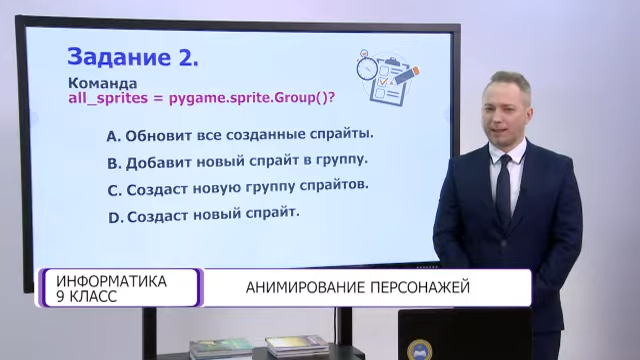 Задание 2.
Команда
all_sprites = pygame.sprite.Group()?
A. Обновит все созданные спрайты.
B. Добавит новый спрайт в группу.
C. Создаст новую группу спрайтов.
D. Создаст новый спрайт.
ИНФОРМАТИКА
9 КЛАСС
АНИМИРОВАНИЕ ПЕРСОНАЖЕЙ